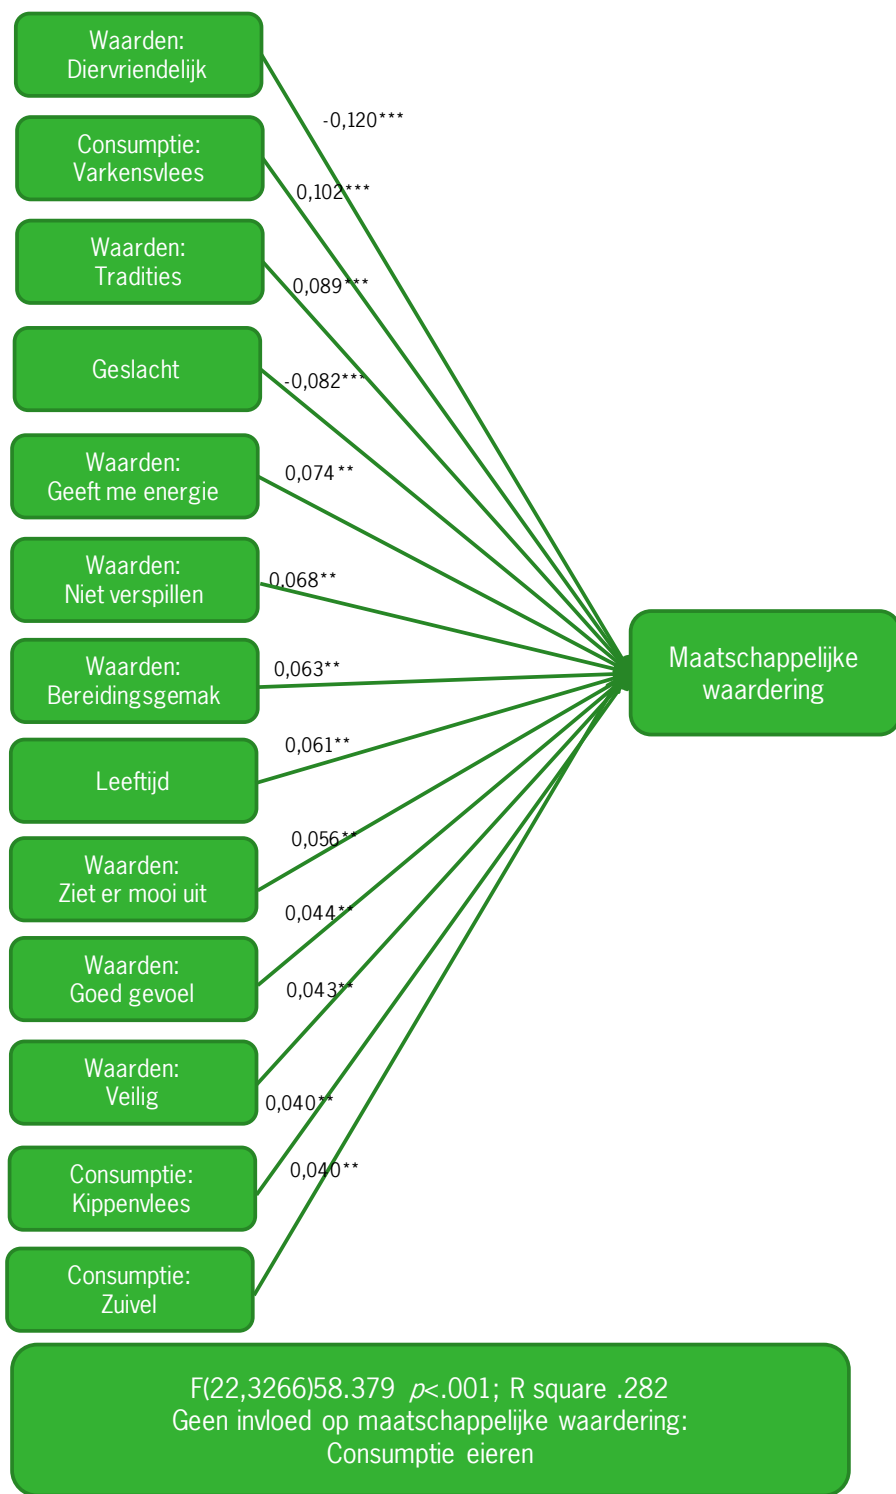 Waarden:
Diervriendelijk
-0,120***
Consumptie:
Varkensvlees
0,102***
Waarden:
Tradities
0,089***
Geslacht
-0,082***
Waarden:
Geeft me energie
0,074**
Waarden:
Niet verspillen
0,068**
Waarden:
Bereidingsgemak
0,063**
Maatschappelijke
waardering
Leeftijd
0,061**
Waarden:
Ziet er mooi uit
0,056**
Waarden:
Goed gevoel
0,044**
Waarden:
Veilig
0,043**
Consumptie:
Kippenvlees
0,040**
Consumptie:
Zuivel
0,040**
F(22,3266)58.379 p<.001; R square .282
Geen invloed op maatschappelijke waardering:
Consumptie eieren